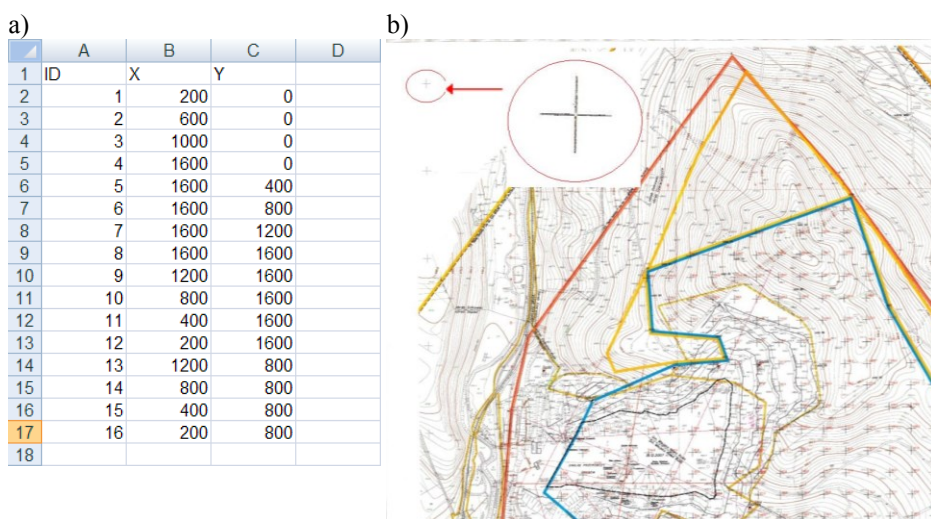 a)
b)
A B C D
1 ID X Y
2 1 200 0
3 2 600 0
4 3 1000 0
5 4 1600 0
6 5 1600 400
7 6 1600 800
8 7 1600 1200
9 8 1600 1600
10 9 1200 1600
11 10 800 1600
12 11 400 1600
13 12 200 1600
14 13 1200 800
15 14 800 800
16 15 400 800
17 16 200 800
18